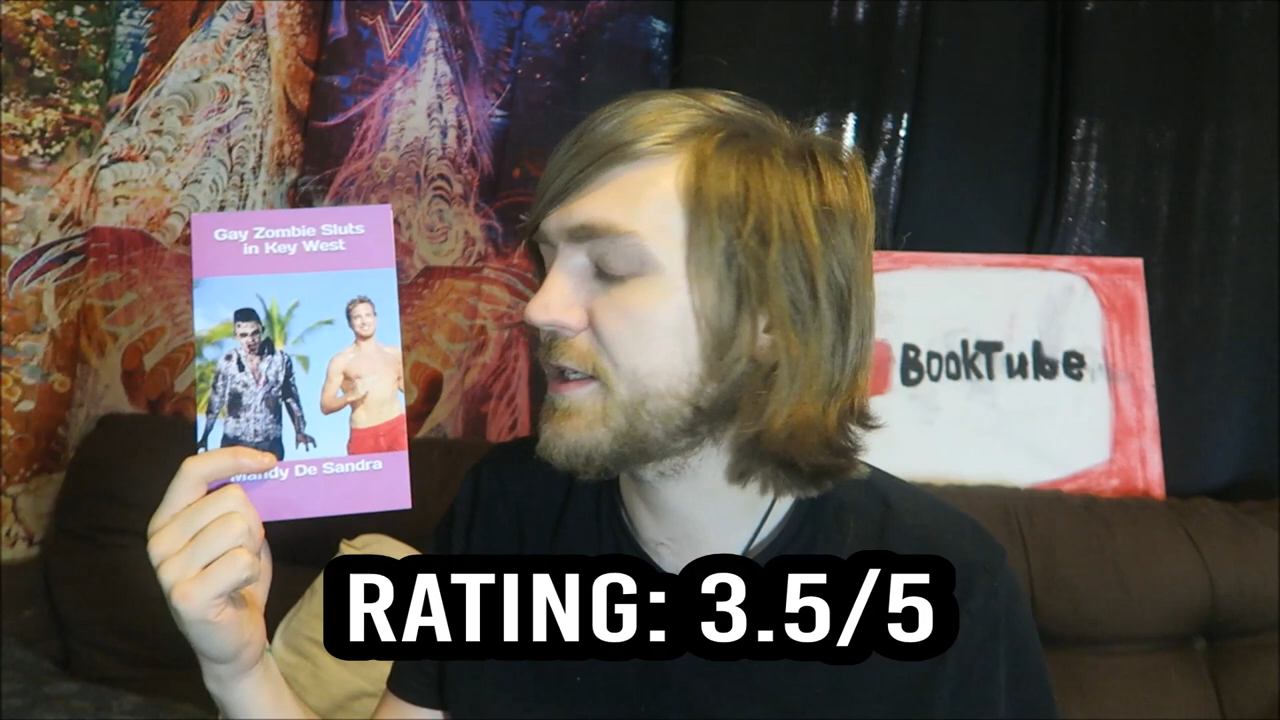 Gay Zombie Sluts
in Key West
Mandy De Sandra
BookTube
RATING: 3.5/5